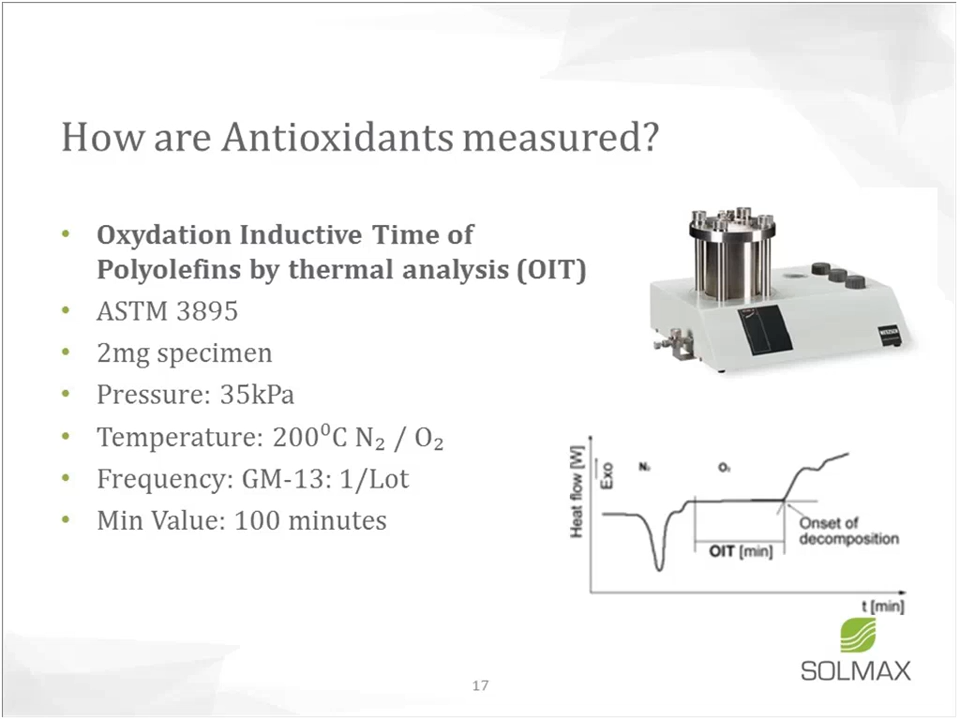 How are Antioxidants measured?
• Oxydation Inductive Time of
Polyolefins by thermal analysis (OIT)
• ASTM 3895
• 2mg specimen
• Pressure: 35kPa
• Temperature: 200⁰C N₂ / O₂
• Frequency: GM-13: 1/Lot
• Min Value: 100 minutes
NETZSCH
Heat flow [W]
Exo
N₂
O₂
Onset of
decomposition
OIT [min]
t [min]
SOLMAX
17